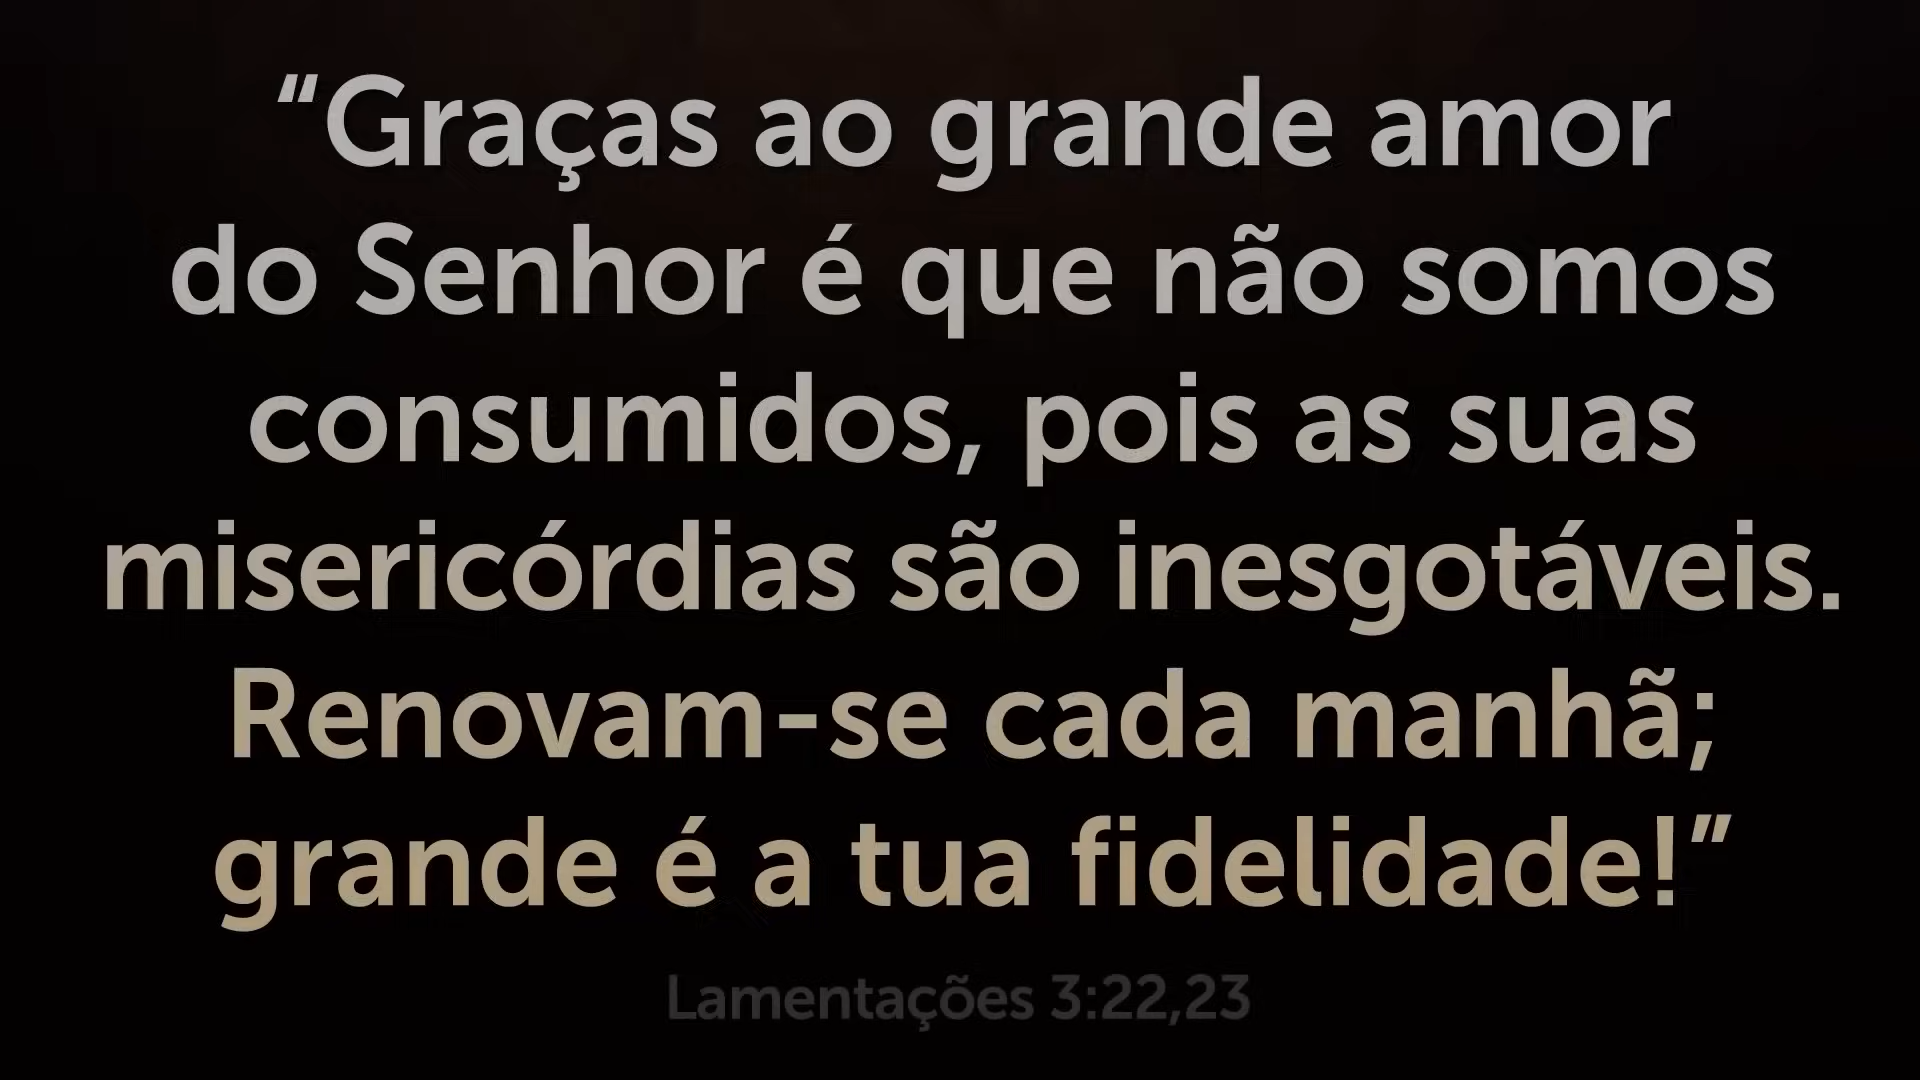 “Graças ao grande amor
do Senhor é que não somos
consumidos, pois as suas
misericórdias são inesgotáveis.
Renovam-se cada manhã;
grande é a tua fidelidade!”
Lamentações 3:22,23